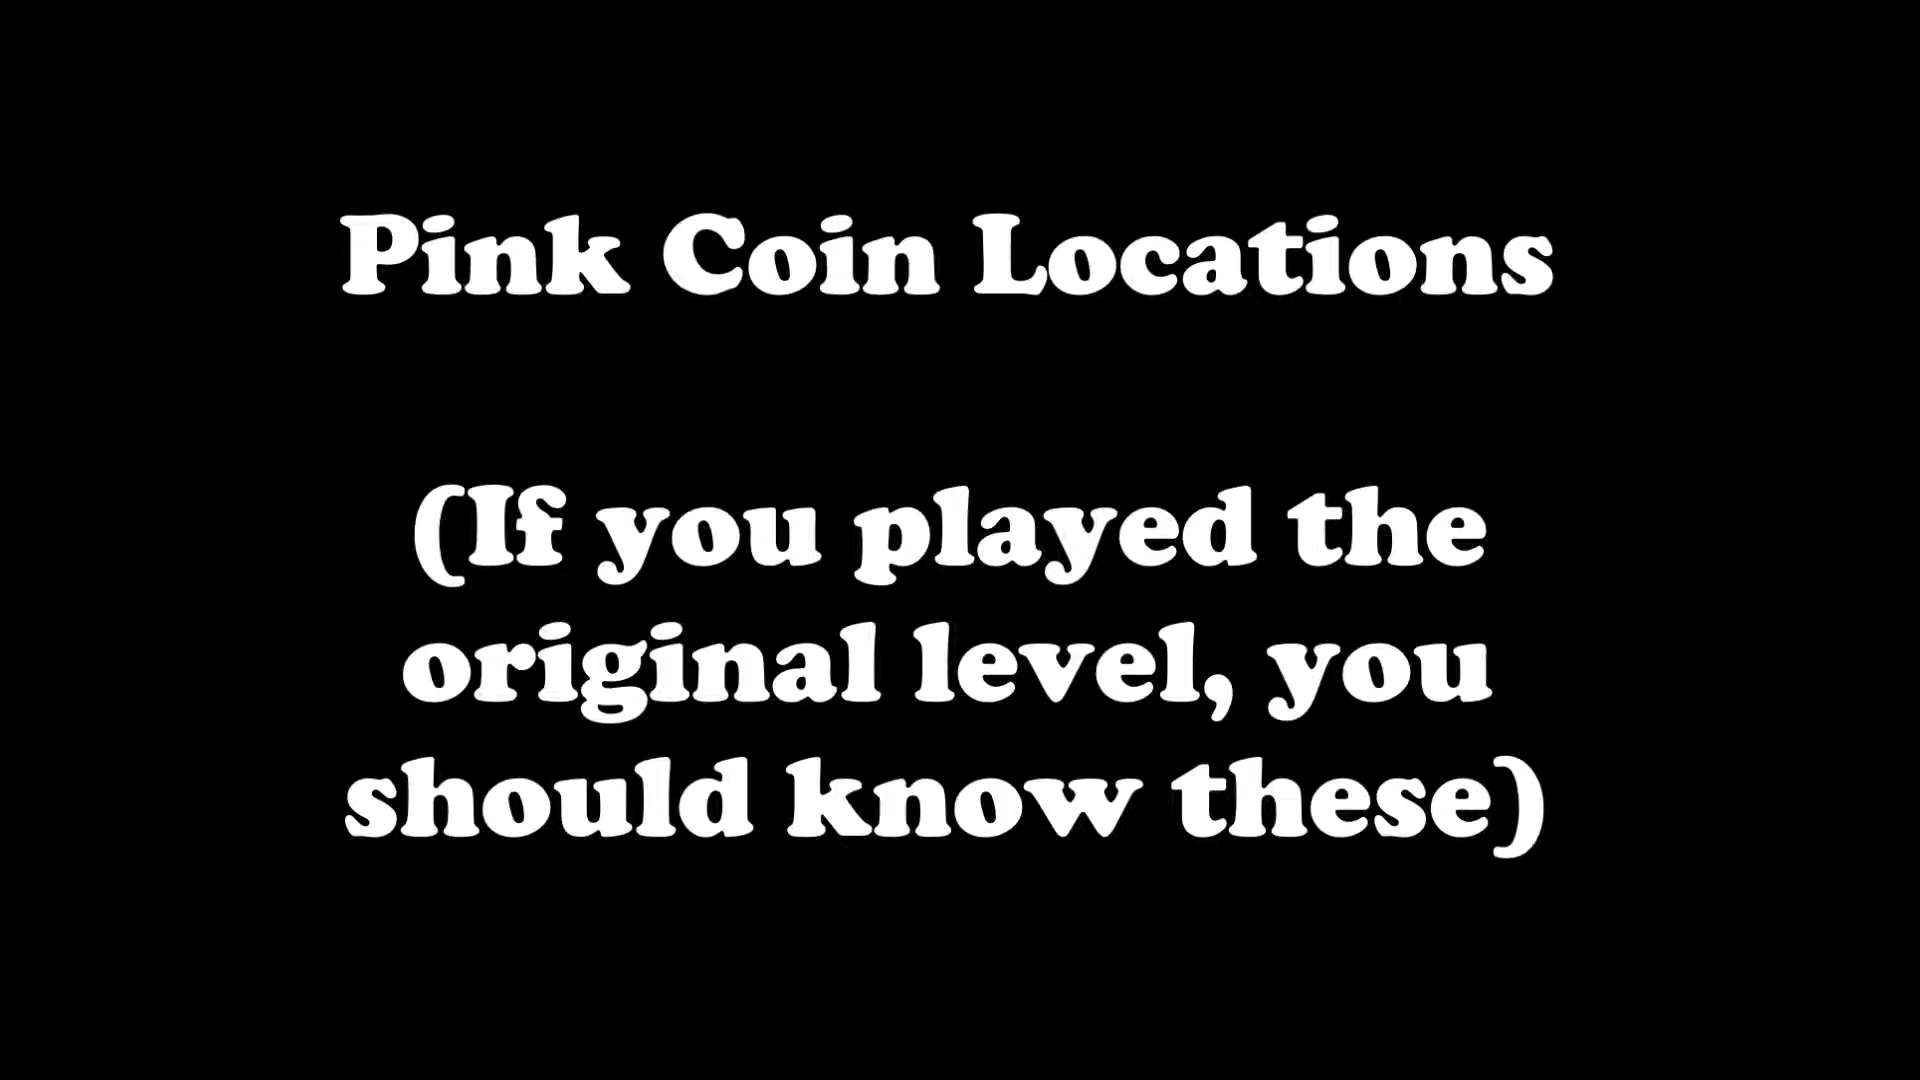 Pink Coin Locations
(If you played the
original level, you
should know these)